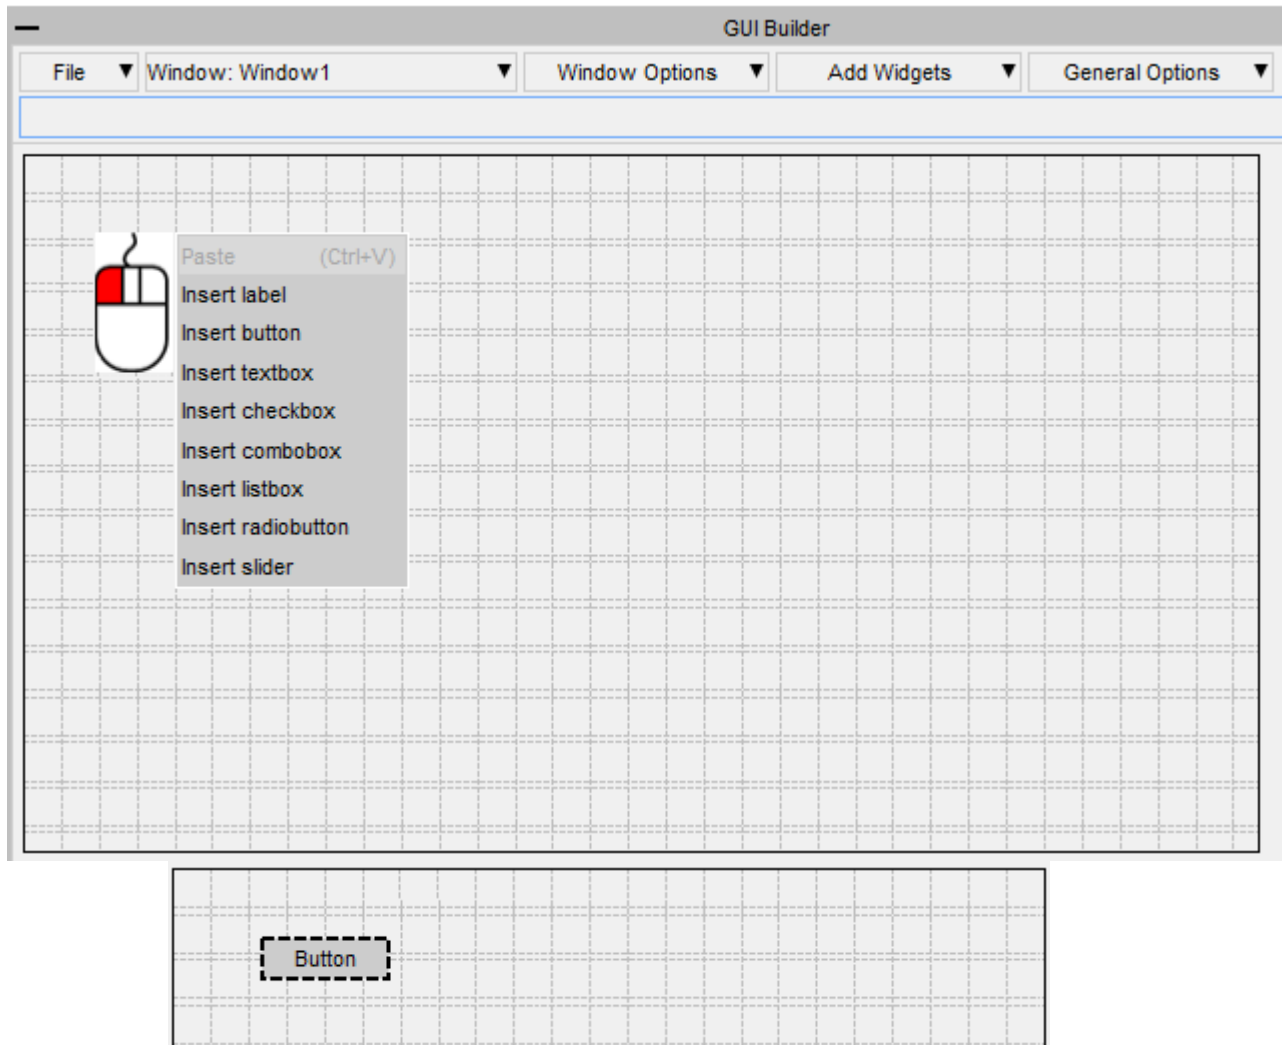 GUI Builder
File ▼ Window: Window1 ▼ Window Options ▼ Add Widgets ▼ General Options ▼
Paste (Ctrl+V)
Insert label
Insert button
Insert textbox
Insert checkbox
Insert combobox
Insert listbox
Insert radiobutton
Insert slider
Button